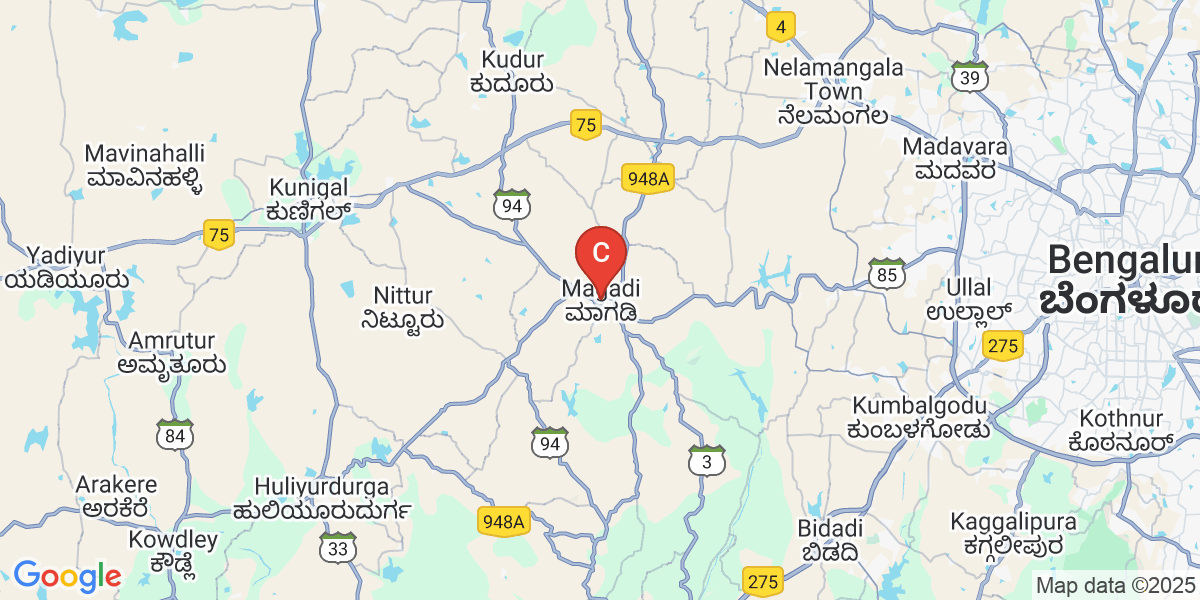 Kudur
ಕುದೂರು
4
Nelamangala
Town
ನೆಲಮಂಗಲ
39
75
Madavara
ಮದವರ
Mavinahalli
ಮಾವಿನಹಳ್ಳಿ
Kunigal
ಕುಣಿಗಲ್
948A
94
75
C
Yadiyur
ಯಡಿಯೂರು
Bengalur
ಬೆಂಗಳೂರ
85
Magadi
ಮಾಗಡಿ
Nittur
ನಿಟ್ಟೂರು
Ullal
ಉಲ್ಲಾಳ್
Amrutur
ಅಮೃತೂರು
275
Kumbalgodu
ಕುಂಬಳಗೋಡು
Kothnur
ಕೊಠನೂರ್
84
94
3
Arakere
ಅರಕೆರೆ
Huliyurdurga
ಹುಲಿಯೂರುದುರ್ಗ
948A
Kowdley
ಕೌಡ್ಲೆ
33
Bidadi
ಬಿಡದಿ
Kaggalipura
ಕಗ್ಗಲೀಪುರ
275
Google
Map data ©2025